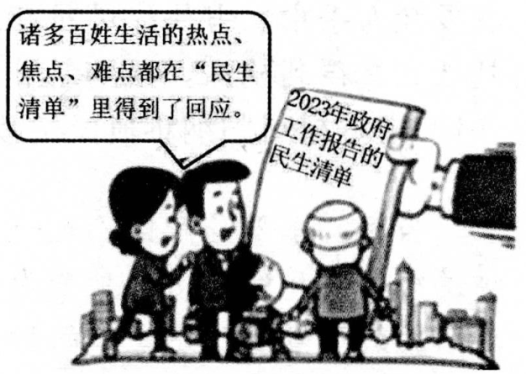 诸多百姓生活的热点、
焦点、难点都在“民生
清单”里得到了回应。
2023年政府
工作报告的
民生清单